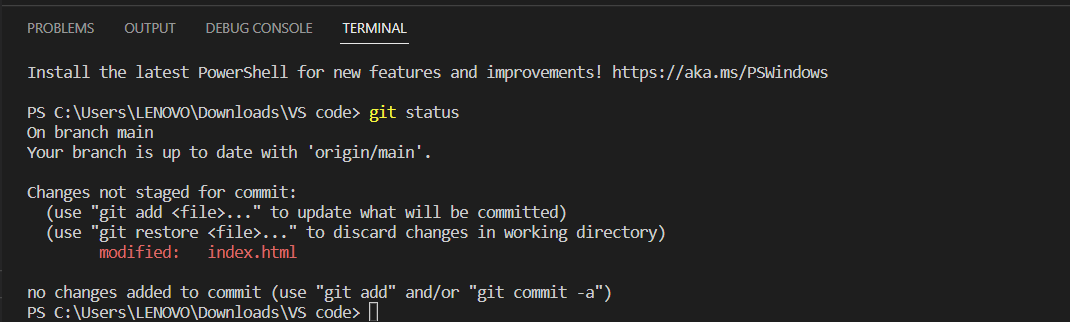 PROBLEMS OUTPUT DEBUG CONSOLE TERMINAL
Install the latest PowerShell for new features and improvements! https://aka.ms/PSWindows
PS C:\Users\LENOVO\Downloads\VS code> git status
On branch main
Your branch is up to date with 'origin/main'.
Changes not staged for commit:
(use "git add <file>..." to update what will be committed)
(use "git restore <file>..." to discard changes in working directory)
modified: index.html
no changes added to commit (use "git add" and/or "git commit -a")
PS C:\Users\LENOVO\Downloads\VS code>